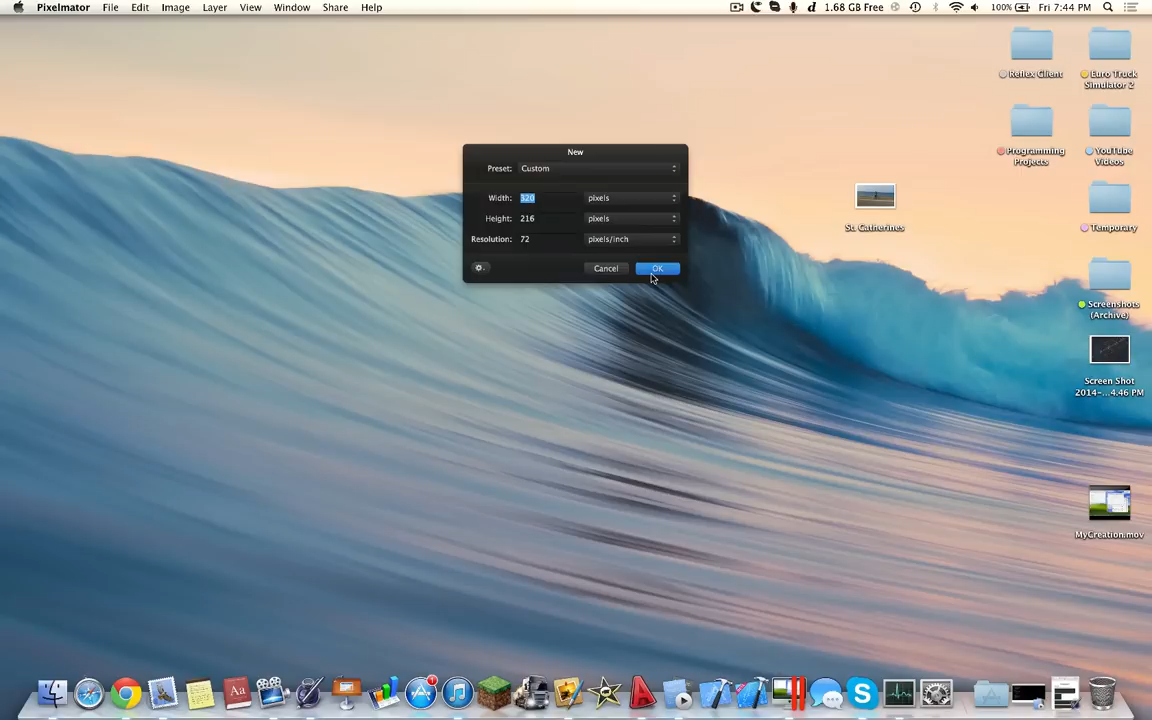 Pixelmator File Edit Image Layer View Window Share Help
d 1.68 GB Free 100% Fri 7:44 PM
New
Preset: Custom
Width: 320 pixels
Height: 216 pixels
Resolution: 72 pixels/inch
Cancel OK
Reflex Client
Euro Truck
Simulator 2
Programming
Projects
YouTube
Videos
St. Catherines
Temporary
Screenshots
(Archive)
Screen Shot
2014-...4.46 PM
MyCreation.mov
Aa
1